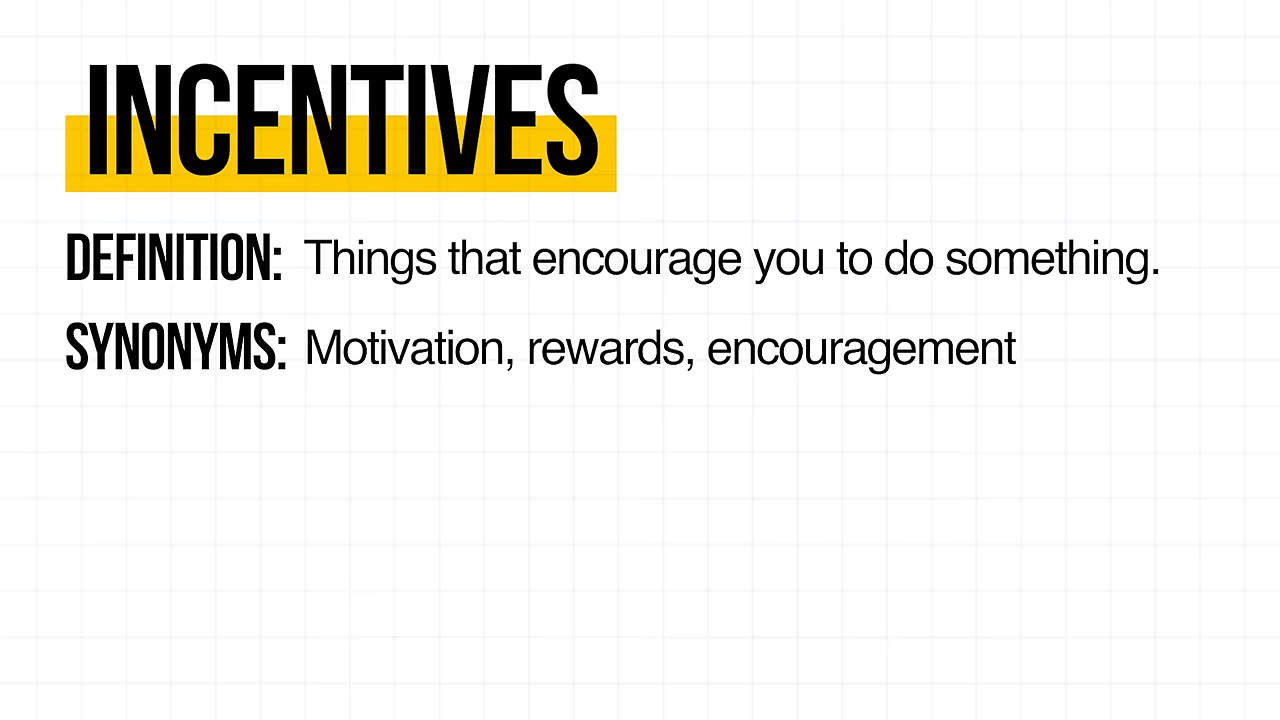 INCENTIVES
DEFINITION: Things that encourage you to do something.
SYNONYMS: Motivation, rewards, encouragement